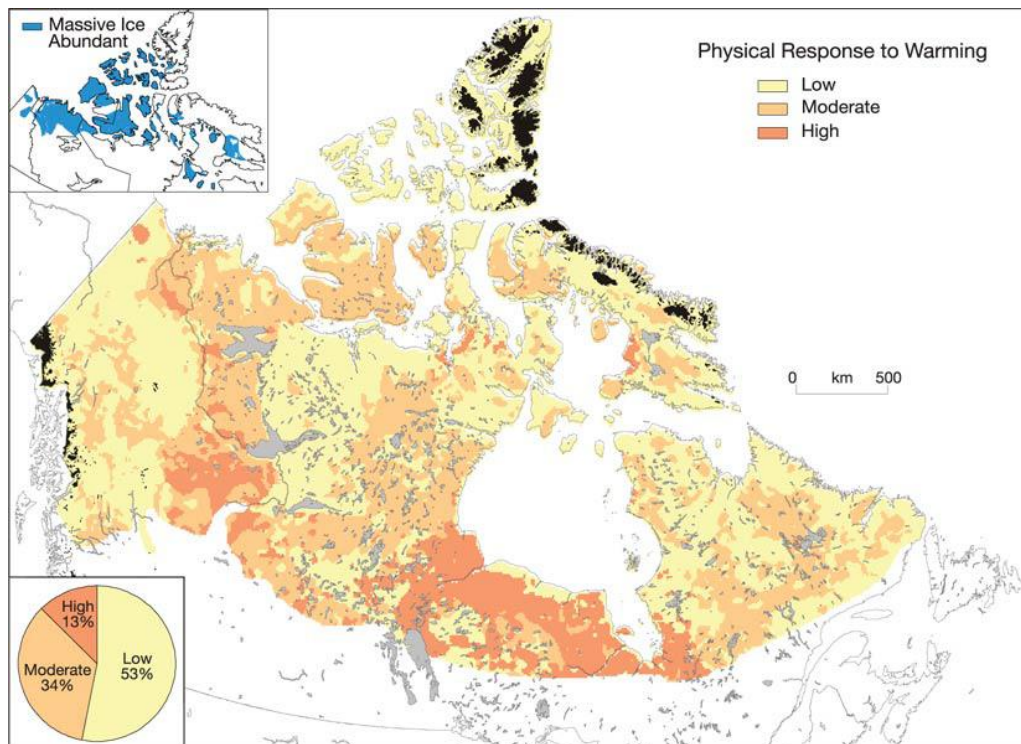 Massive Ice
Abundant
Physical Response to Warming
Low
Moderate
High
0 km 500
High
13%
Moderate
34%
Low
53%